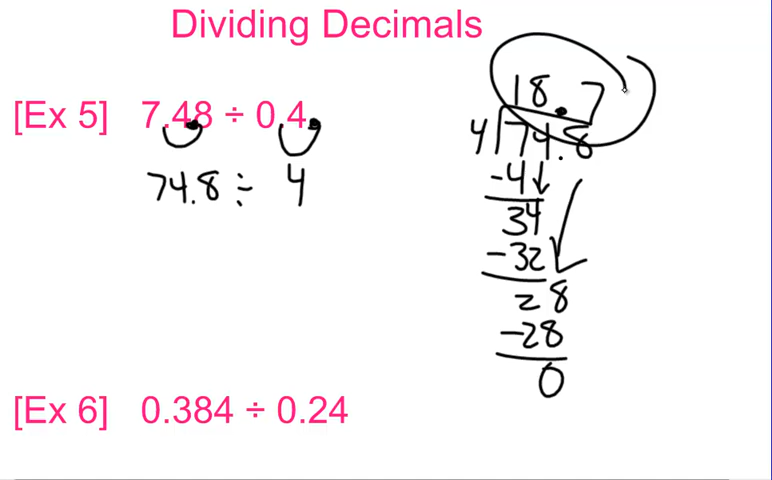 Dividing Decimals
[Ex 5] 7.48 ÷ 0.4.
74.8 ÷ 4
18.7
4 74.8
-4
34
-32
28
-28
0
[Ex 6] 0.384 ÷ 0.24